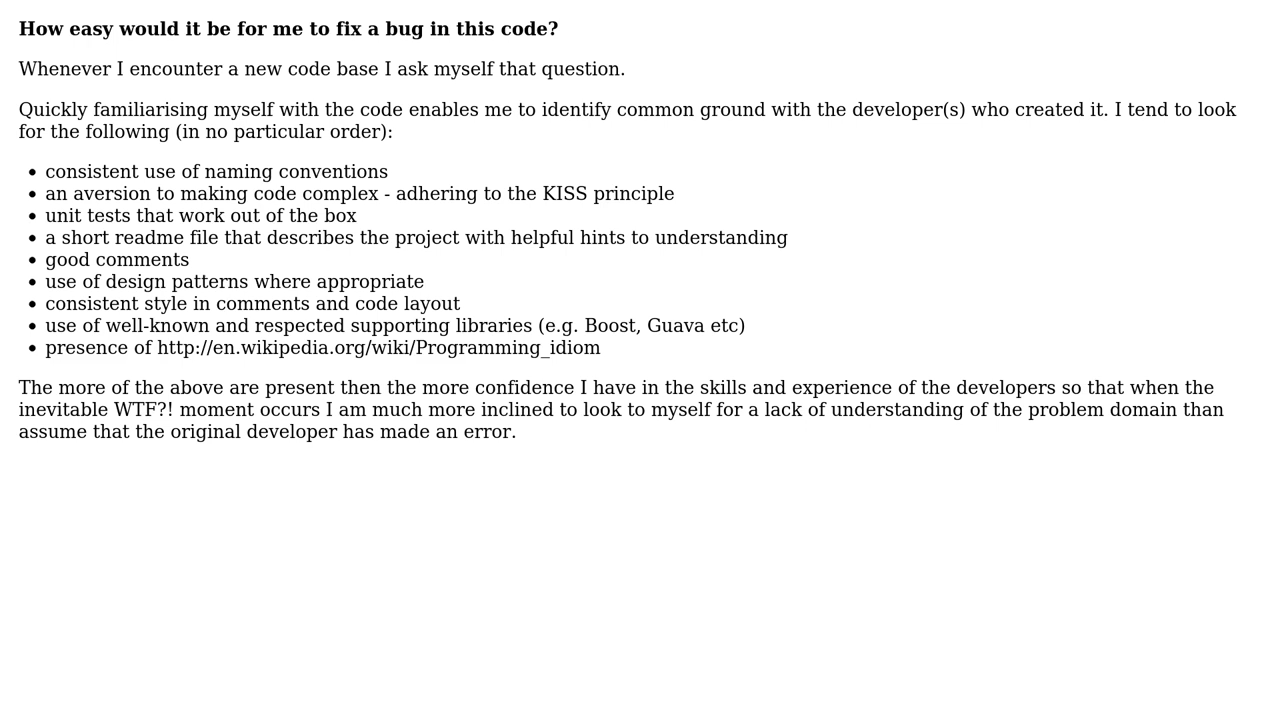 How easy would it be for me to fix a bug in this code?
Whenever I encounter a new code base I ask myself that question.
Quickly familiarising myself with the code enables me to identify common ground with the developer(s) who created it. I tend to look
for the following (in no particular order):
• consistent use of naming conventions
• an aversion to making code complex - adhering to the KISS principle
• unit tests that work out of the box
• a short readme file that describes the project with helpful hints to understanding
• good comments
• use of design patterns where appropriate
• consistent style in comments and code layout
• use of well-known and respected supporting libraries (e.g. Boost, Guava etc)
• presence of http://en.wikipedia.org/wiki/Programming_idiom
The more of the above are present then the more confidence I have in the skills and experience of the developers so that when the
inevitable WTF?! moment occurs I am much more inclined to look to myself for a lack of understanding of the problem domain than
assume that the original developer has made an error.